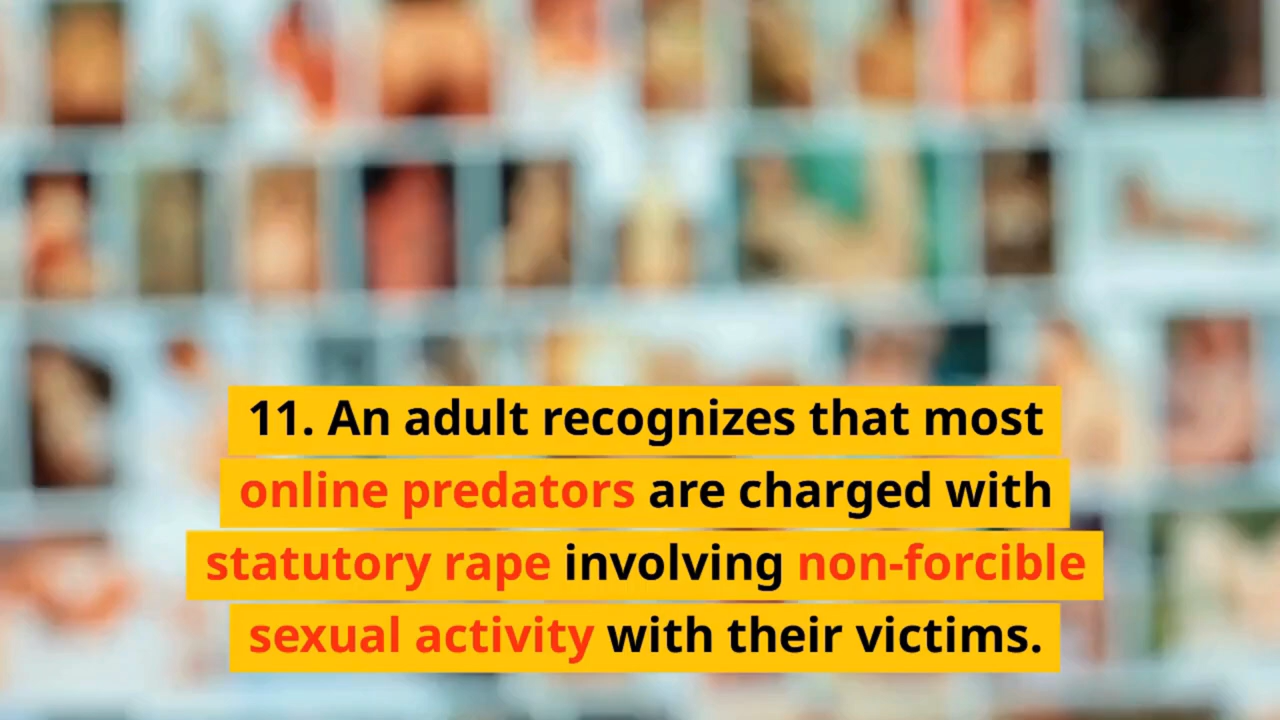 11. An adult recognizes that most
online predators are charged with
statutory rape involving non-forcible
sexual activity with their victims.